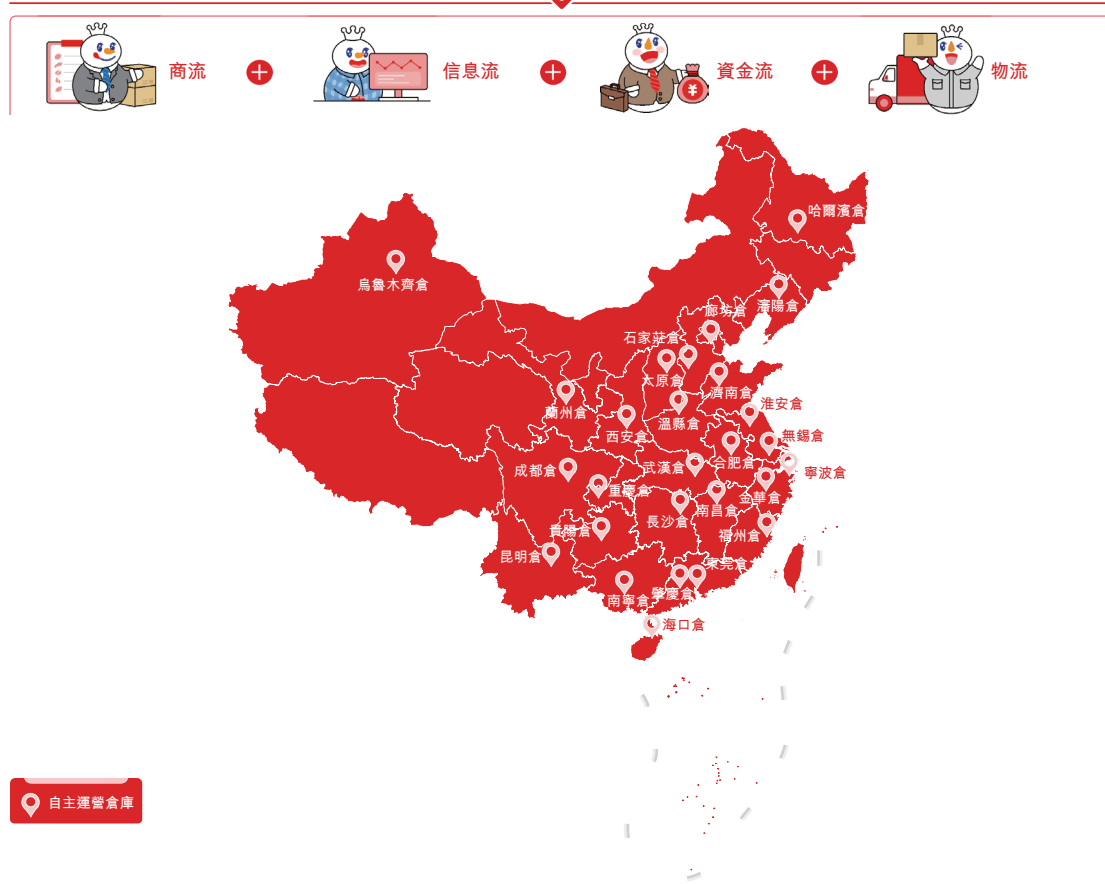 商流
信息流
資金流
物流
哈爾濱倉
烏魯木齊倉
瀋陽倉
廊坊倉
石家莊倉
太原倉
濟南倉
蘭州倉
淮安倉
溫縣倉
西安倉
無錫倉
合肥倉
武漢倉
成都倉
寧波倉
重慶倉
金華倉
南昌倉
長沙倉
貴陽倉
福州倉
昆明倉
東莞倉
肇慶倉
南寧倉
海口倉
自主運營倉庫